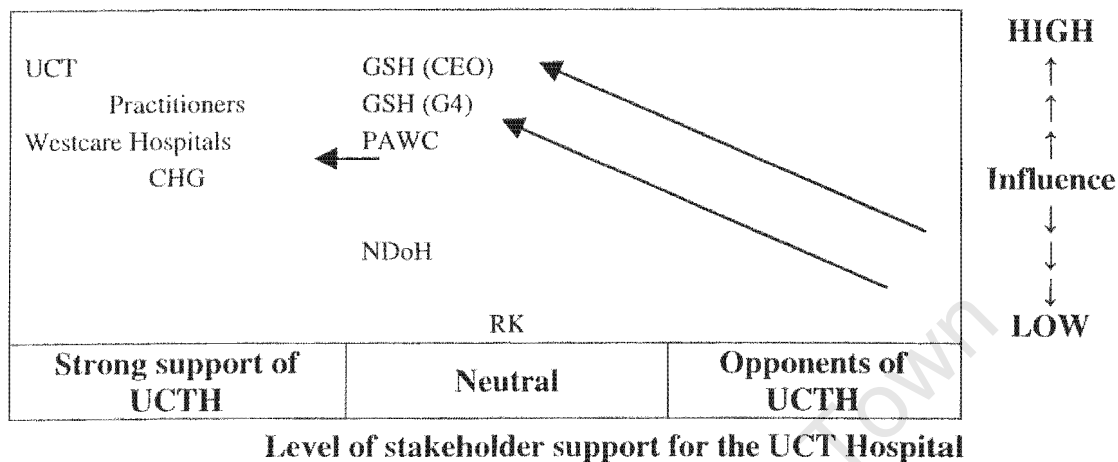 HIGH
UCT GSH (CEO)
Practitioners GSH (G4)
Westcare Hospitals PAWC
CHG
Influence
NDoH
RK
LOW
Strong support of UCTH
Neutral
Opponents of UCTH
Level of stakeholder support for the UCT Hospital
Town